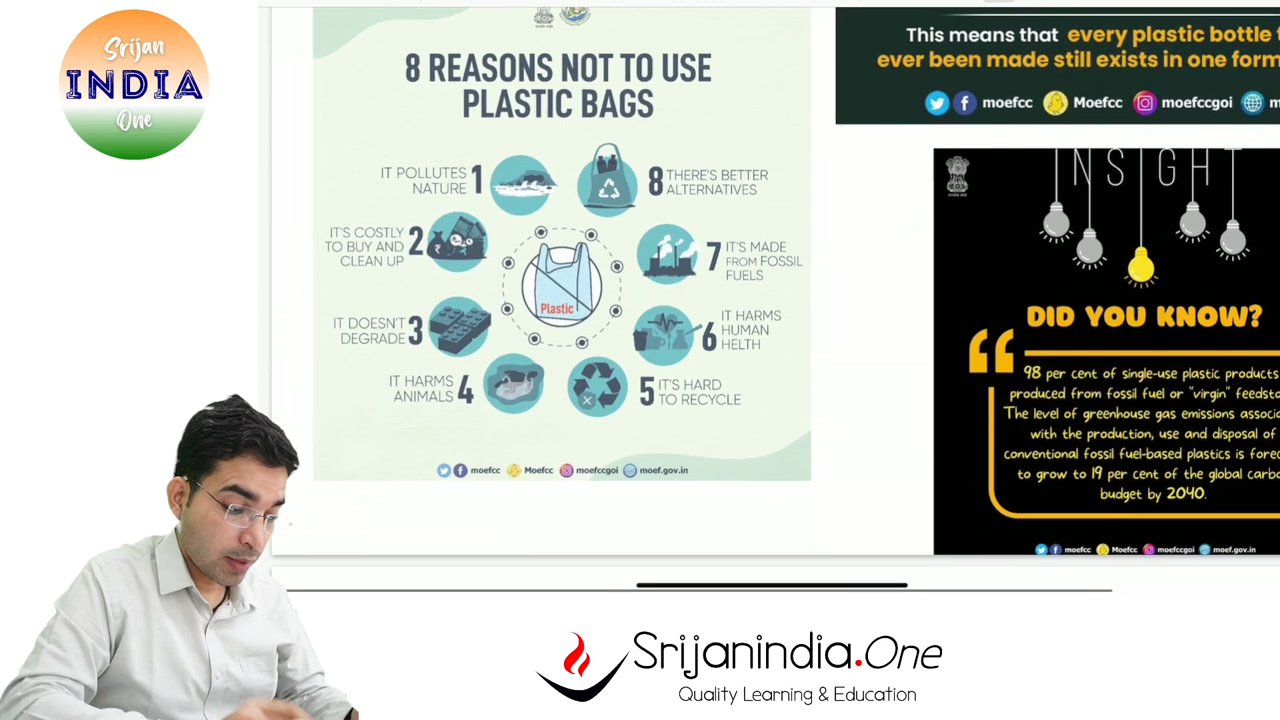 Srijan
INDIA
One
8 REASONS NOT TO USE
PLASTIC BAGS
IT POLLUTES
NATURE
1
8
THERE'S BETTER
ALTERNATIVES
IT'S COSTLY
TO BUY AND
CLEAN UP
2
7
IT'S MADE
FROM FOSSIL
FUELS
Plastic
IT DOESN'T
DEGRADE
3
6
IT HARMS
HUMAN
HELTH
IT HARMS
ANIMALS
4
5
IT'S HARD
TO RECYCLE
moefcc Moefcc moefccgoi moef.gov.in
This means that every plastic bottle
ever been made still exists in one form
moefcc Moefcc moefccgoi
INSIGHT
DID YOU KNOW?
98 per cent of single-use plastic products
produced from fossil fuel or "virgin"
The level of greenhouse gas emissions
with the production, use and disposal of
conventional fossil fuel-based plastics is
to grow to 19 per cent of the global
budget by 2040.
moefcc Moefcc moefccgoi moef.gov.in
Srijanindia.One
Quality Learning & Education